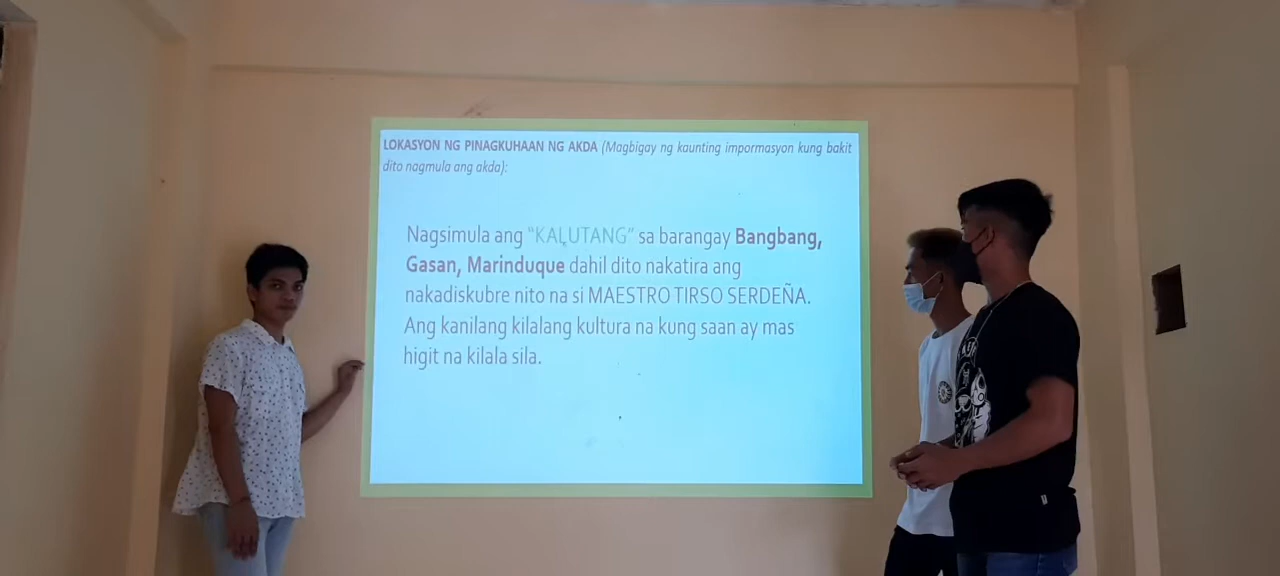 LOKASYON NG PINAGKUHAAN NG AKDA (Magbigay ng kaunting impormasyon kung bakit
dito nagmula ang akda):
Nagsimula ang "KALUTANG" sa barangay Bangbang,
Gasan, Marinduque dahil dito nakatira ang
nakadiskubre nito na si MAESTRO TIRSO SERDEÑA.
Ang kanilang kilalang kultura na kung saan ay mas
higit na kilala sila.